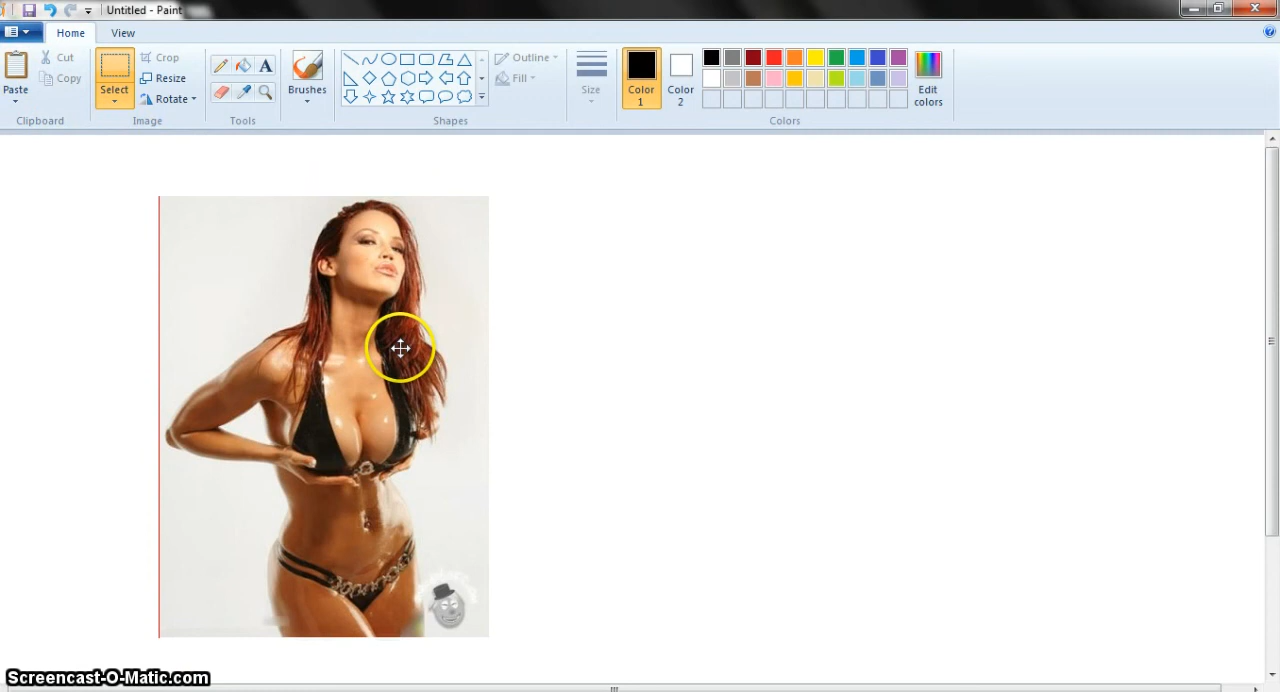 Untitled - Paint
Home View
Paste
Cut
Copy
Clipboard
Select
Crop
Resize
Rotate
Image
A
Tools
Brushes
Outline
Fill
Shapes
Size
Color 1
Color 2
Edit colors
Colors
Screencast-O-Matic.com